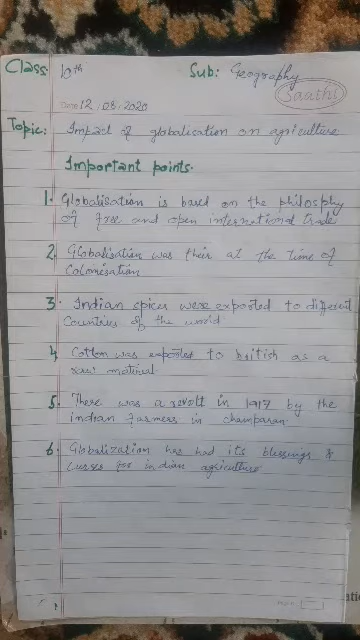 Class: 10th
Sub: Geography
Saathi
Date 12/08/2020
Topic: Impact of globalisation on agriculture
Important points.
1. Globalisation is based on the philosphy
of free and open international trade
2. Globalisation was their at the time of
Colonisation
3. Indian spices were exported to different
Countries of the world
4. Cotton was exported to british as a
raw material
5. There was a revolt in 1917 by the
indian farmers in champaran
6. Globalization has had its blessings &
curses for indian agriculture